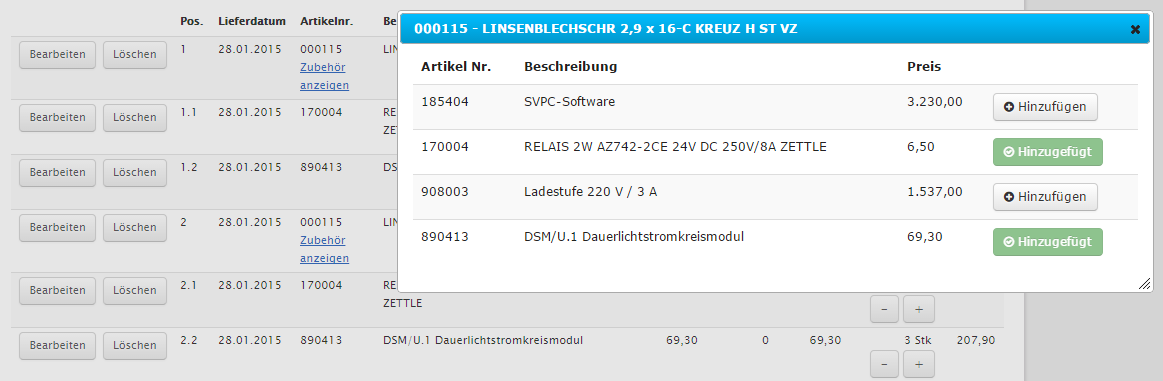 Pos. Lieferdatum Artikelnr. Be
Bearbeiten Löschen 1 28.01.2015 000115 LIN
Zubehör
anzeigen
Bearbeiten Löschen 1.1 28.01.2015 170004 RE
ZE
Bearbeiten Löschen 1.2 28.01.2015 890413 DSM
Bearbeiten Löschen 2 28.01.2015 000115 LIN
Zubehör
anzeigen
Bearbeiten Löschen 2.1 28.01.2015 170004 RE
ZETTLE
- +
Bearbeiten Löschen 2.2 28.01.2015 890413 DSM/U.1 Dauerlichtstromkreismodul 69,30 0 69,30 3 Stk 207,90
- +
000115 - LINSENBLECHSCHR 2,9 x 16-C KREUZ H ST VZ
Artikel Nr. Beschreibung Preis
185404 SVPC-Software 3.230,00 Hinzufügen
170004 RELAIS 2W AZ742-2CE 24V DC 250V/8A ZETTLE 6,50 Hinzugefügt
908003 Ladestufe 220 V / 3 A 1.537,00 Hinzufügen
890413 DSM/U.1 Dauerlichtstromkreismodul 69,30 Hinzugefügt